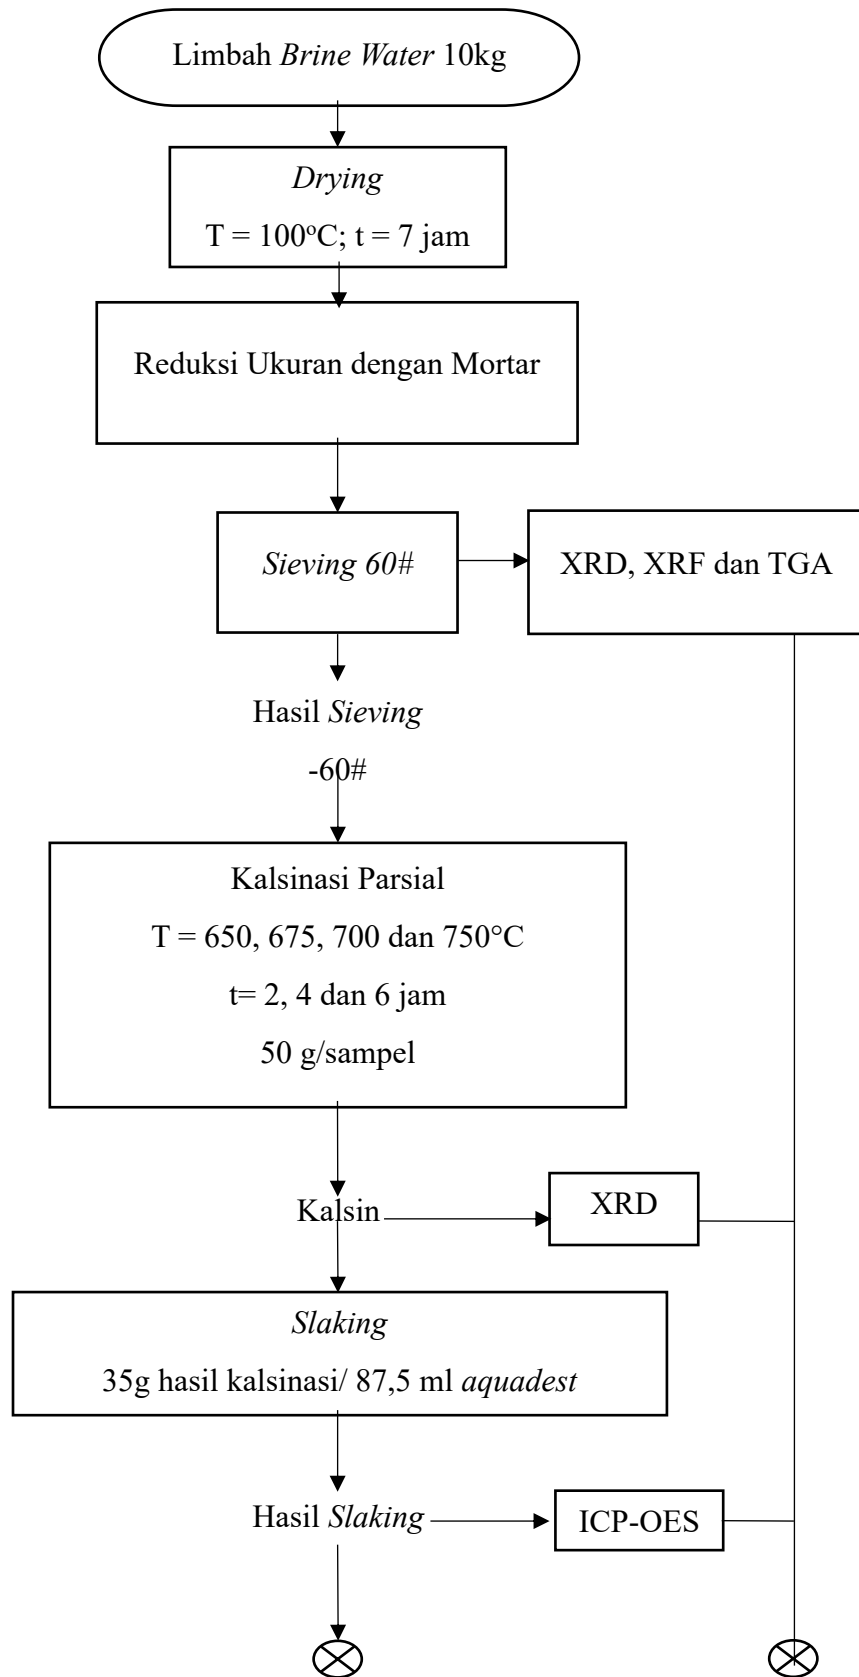 Limbah Brine Water 10kg
Drying
T = 100°C; t = 7 jam
Reduksi Ukuran dengan Mortar
Sieving 60#
XRD, XRF dan TGA
Hasil Sieving
-60#
Kalsinasi Parsial
T = 650, 675, 700 dan 750°C
t= 2, 4 dan 6 jam
50 g/sampel
Kalsin
XRD
Slaking
35g hasil kalsinasi/ 87,5 ml aquadest
Hasil Slaking
ICP-OES